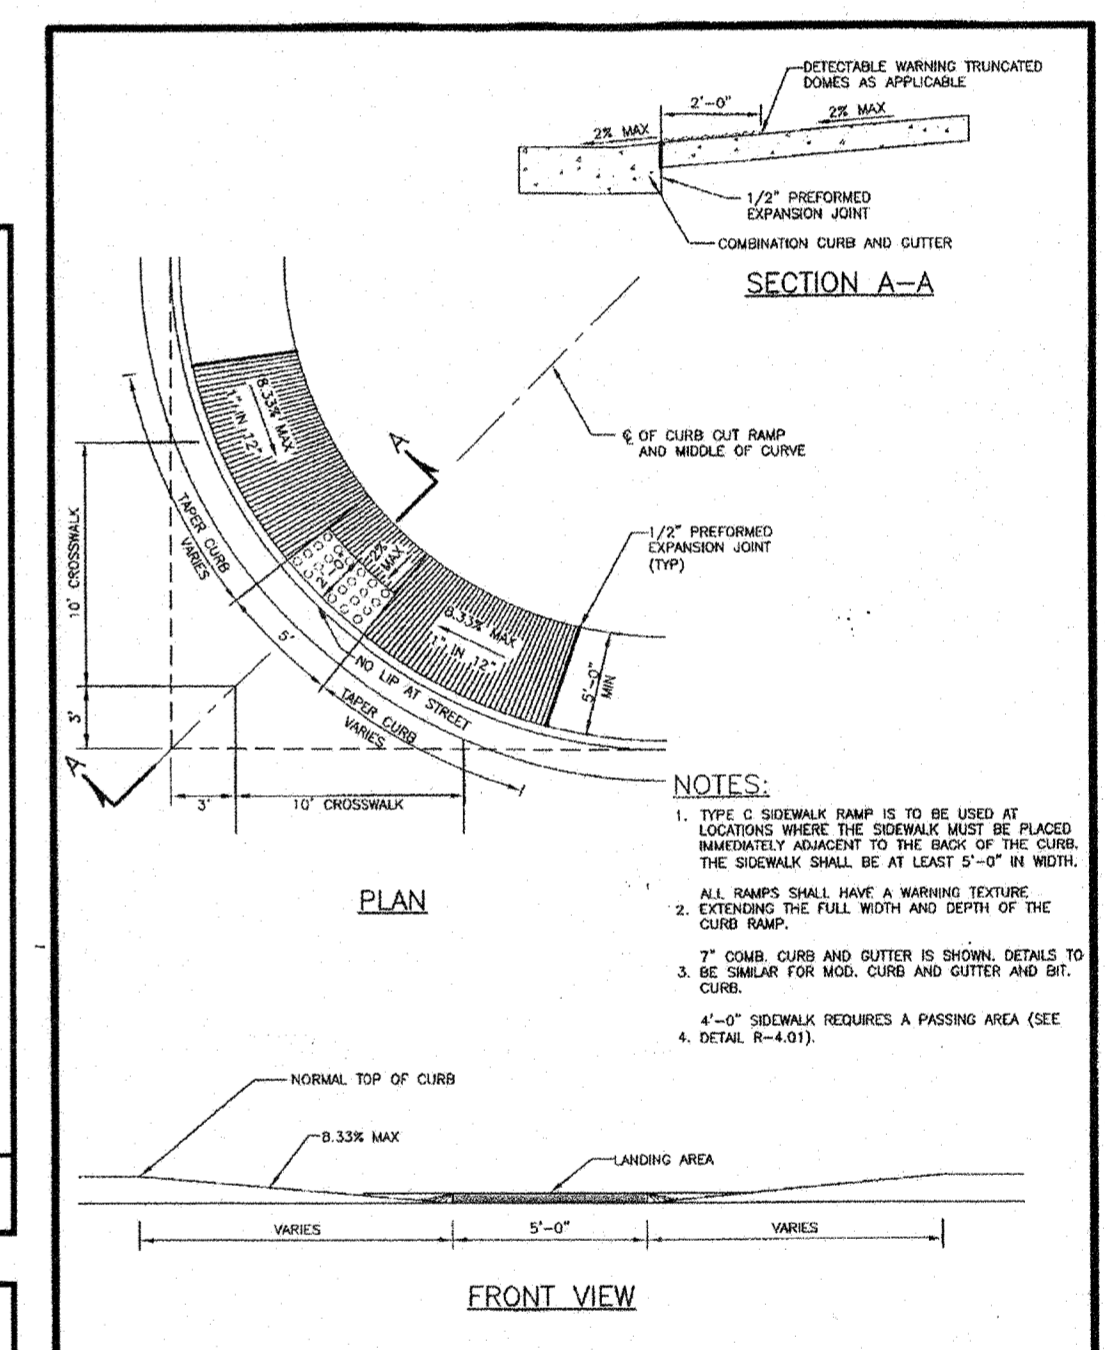 DETECTABLE WARNING TRUNCATED
DOMES AS APPLICABLE
2'-0"
2% MAX
2% MAX
1/2" PREFORMED
EXPANSION JOINT
COMBINATION CURB AND GUTTER
SECTION A-A
8.33% MAX
1" IN 12"
A
℄ OF CURB CUT RAMP
AND MIDDLE OF CURVE
1/2" PREFORMED
EXPANSION JOINT
(TYP)
TAPER CURB
VARIES
10' CROSSWALK
2%
MAX
8.33% MAX
1" IN 12"
5'-0"
MIN
5'
NO LIP AT STREET
TAPER CURB
VARIES
3'
A
3'
10' CROSSWALK
PLAN
NOTES:
1. TYPE C SIDEWALK RAMP IS TO BE USED AT
LOCATIONS WHERE THE SIDEWALK MUST BE PLACED
IMMEDIATELY ADJACENT TO THE BACK OF THE CURB.
THE SIDEWALK SHALL BE AT LEAST 5'-0" IN WIDTH.
ALL RAMPS SHALL HAVE A WARNING TEXTURE
2. EXTENDING THE FULL WIDTH AND DEPTH OF THE
CURB RAMP.
7" COMB. CURB AND GUTTER IS SHOWN. DETAILS TO
3. BE SIMILAR FOR MOD. CURB AND GUTTER AND BIT.
CURB.
4'-0" SIDEWALK REQUIRES A PASSING AREA (SEE
4. DETAIL R-4.01).
NORMAL TOP OF CURB
8.33% MAX
LANDING AREA
VARIES
5'-0"
VARIES
FRONT VIEW